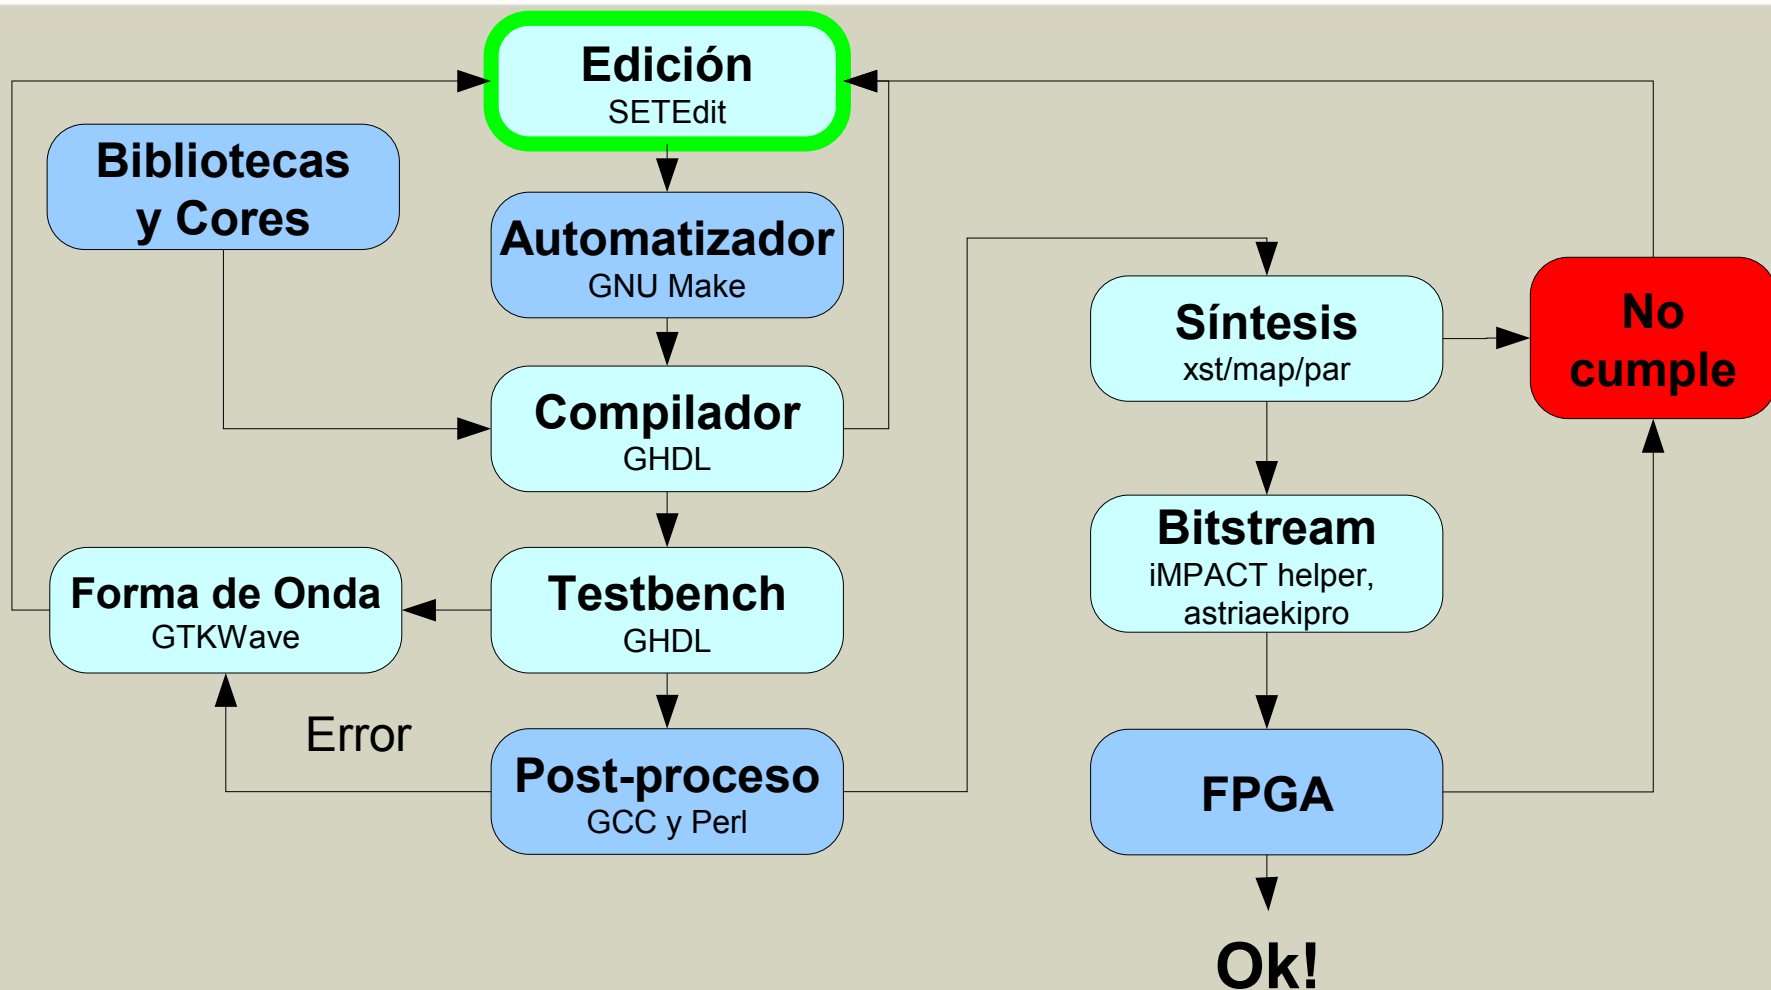 Edición
SETEdit
Bibliotecas
y Cores
Automatizador
GNU Make
Compilador
GHDL
Forma de Onda
GTKWave
Testbench
GHDL
Error
Post-proceso
GCC y Perl
Síntesis
xst/map/par
No
cumple
Bitstream
iMPACT helper,
astriaekipro
FPGA
Ok!